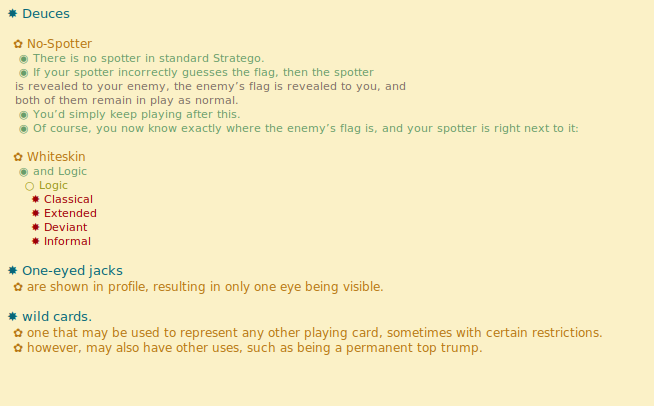 ✸ Deuces
✿ No-Spotter
◉ There is no spotter in standard Stratego.
◉ If your spotter incorrectly guesses the flag, then the spotter
is revealed to your enemy, the enemy’s flag is revealed to you, and
both of them remain in play as normal.
◉ You’d simply keep playing after this.
◉ Of course, you now know exactly where the enemy’s flag is, and your spotter is right next to it:
✿ Whiteskin
◉ and Logic
○ Logic
✸ Classical
✸ Extended
✸ Deviant
✸ Informal
✸ One-eyed jacks
✿ are shown in profile, resulting in only one eye being visible.
✸ wild cards.
✿ one that may be used to represent any other playing card, sometimes with certain restrictions.
✿ however, may also have other uses, such as being a permanent top trump.